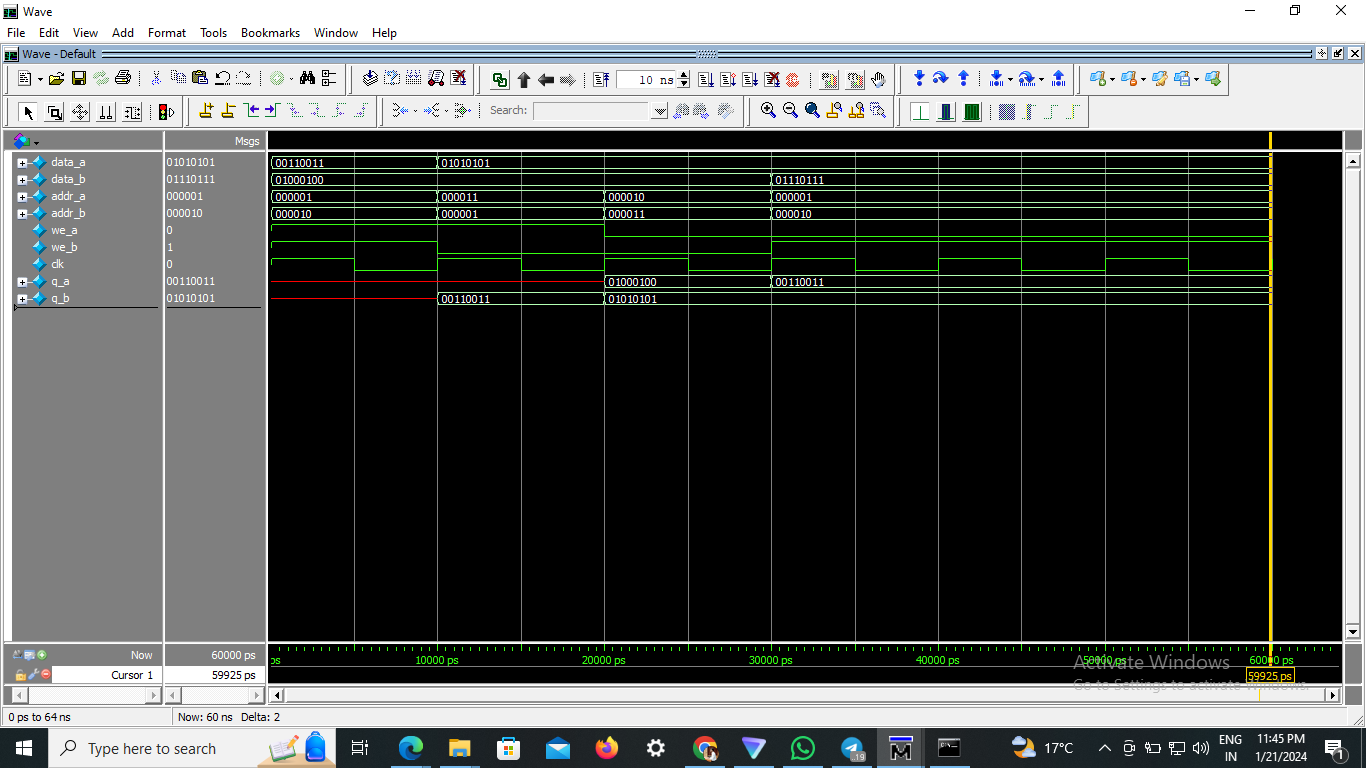 Wave
File Edit View Add Format Tools Bookmarks Window Help
Wave - Default
10 ns
Search:
Msgs
data_a 01010101 00110011 01010101
data_b 01110111 01000100 01110111
addr_a 000001 000001 000011 000010 000001
addr_b 000010 000010 000001 000011 000010
we_a 0
we_b 1
clk 0
q_a 00110011 01000100 00110011
q_b 01010101 00110011 01010101
Now 60000 ps ps 10000 ps 20000 ps 30000 ps 40000 ps 50000 ps 60000 ps
Activate Windows
Cursor 1 59925 ps 59925 ps
Go to Settings to activate Windows.
0 ps to 64 ns Now: 60 ns Delta: 2
Type here to search
19
17°C
ENG
IN
11:45 PM
1/21/2024
1